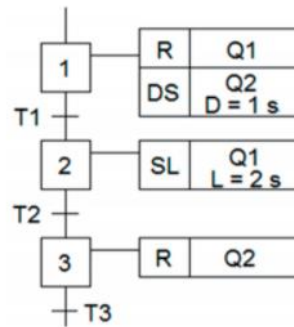 1 R Q1
DS Q2
D = 1 s
T1
2 SL Q1
L = 2 s
T2
3 R Q2
T3